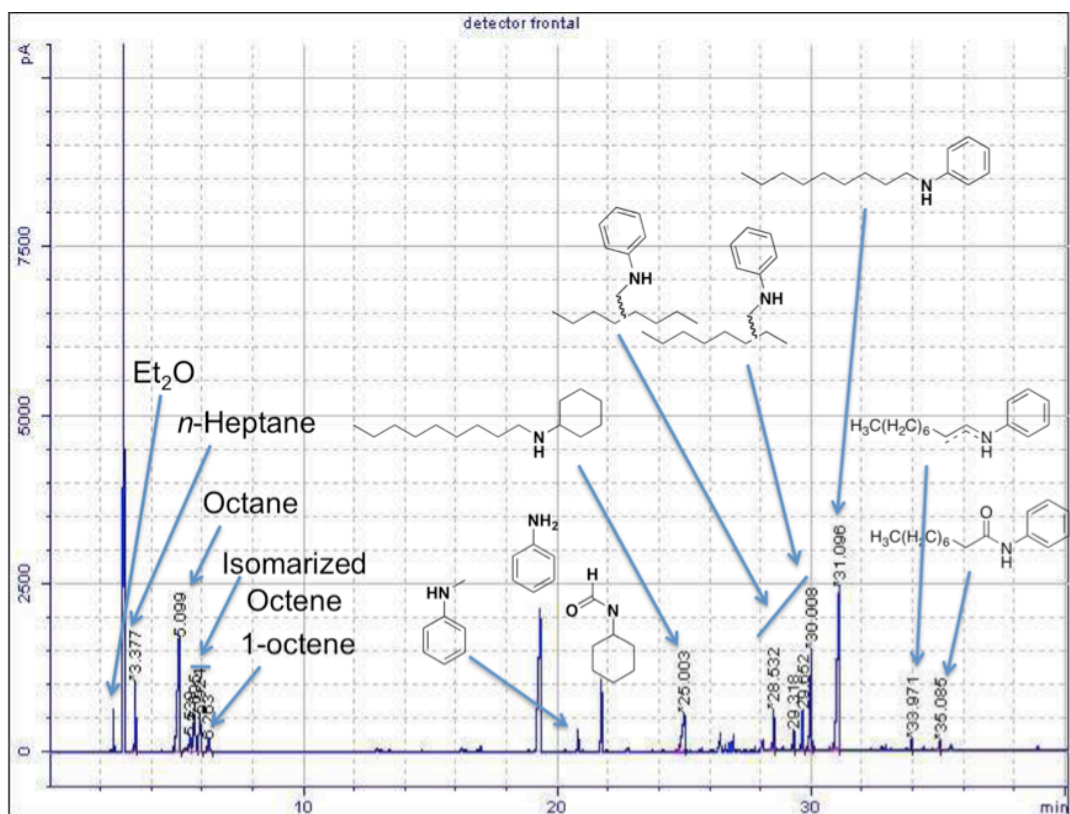 detector frontal
pA
7500
5000
2500
0
10
20
30
min
Et2O
n-Heptane
Octane
Isomarized
Octene
1-octene
*3.377
5.099
HN
NH2
H
O
N
N
H
NH
NH
N
H
H3C(H2C)6
N
H
H3C(H2C)6
O
N
H
*25.003
*28.532
29.318
29.652
*30.008
*31.096
*33.971
*35.085